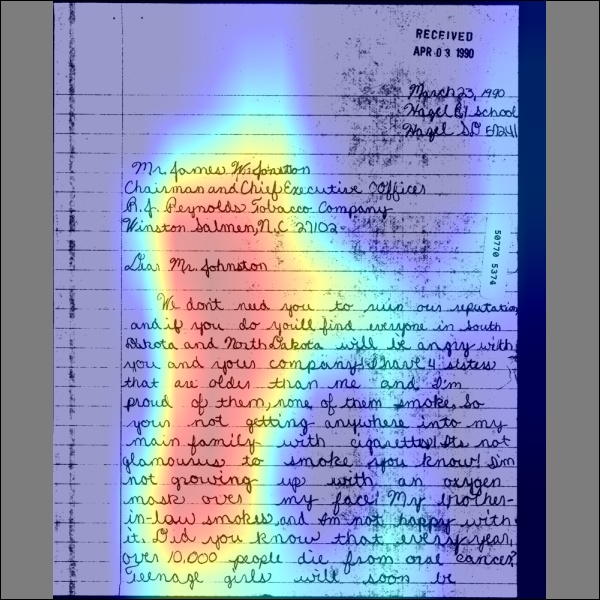 RECEIVED
APR 03 1990
March 23, 1990
Hazel Ely School
Hazel SD 57241
Mr. James W. Johnston
Chairman and Chief Executive Officer
R.J. Reynolds Tobacco Company
Winston Salmen, N.C. 27102
Dear Mr. Johnston
We don't need you to ruin our reputation
and if you do you'll find everyone in South
Dakota and North Dakota will be angry with
you and your company. I have 4 sisters
that are older than me and I'm
proud of them, none of them smoke, So
your not getting anywhere into my
main family with cigarettes! Its not
glamourus to smoke you know! I'm
not growing up with an oxygen
mask over my face! My brother-
in-law smokes and I'm not happy with
it. Did you know that every year,
over 10,000 people die from oral cancer?
Teenage girls will soon be
50770 5374